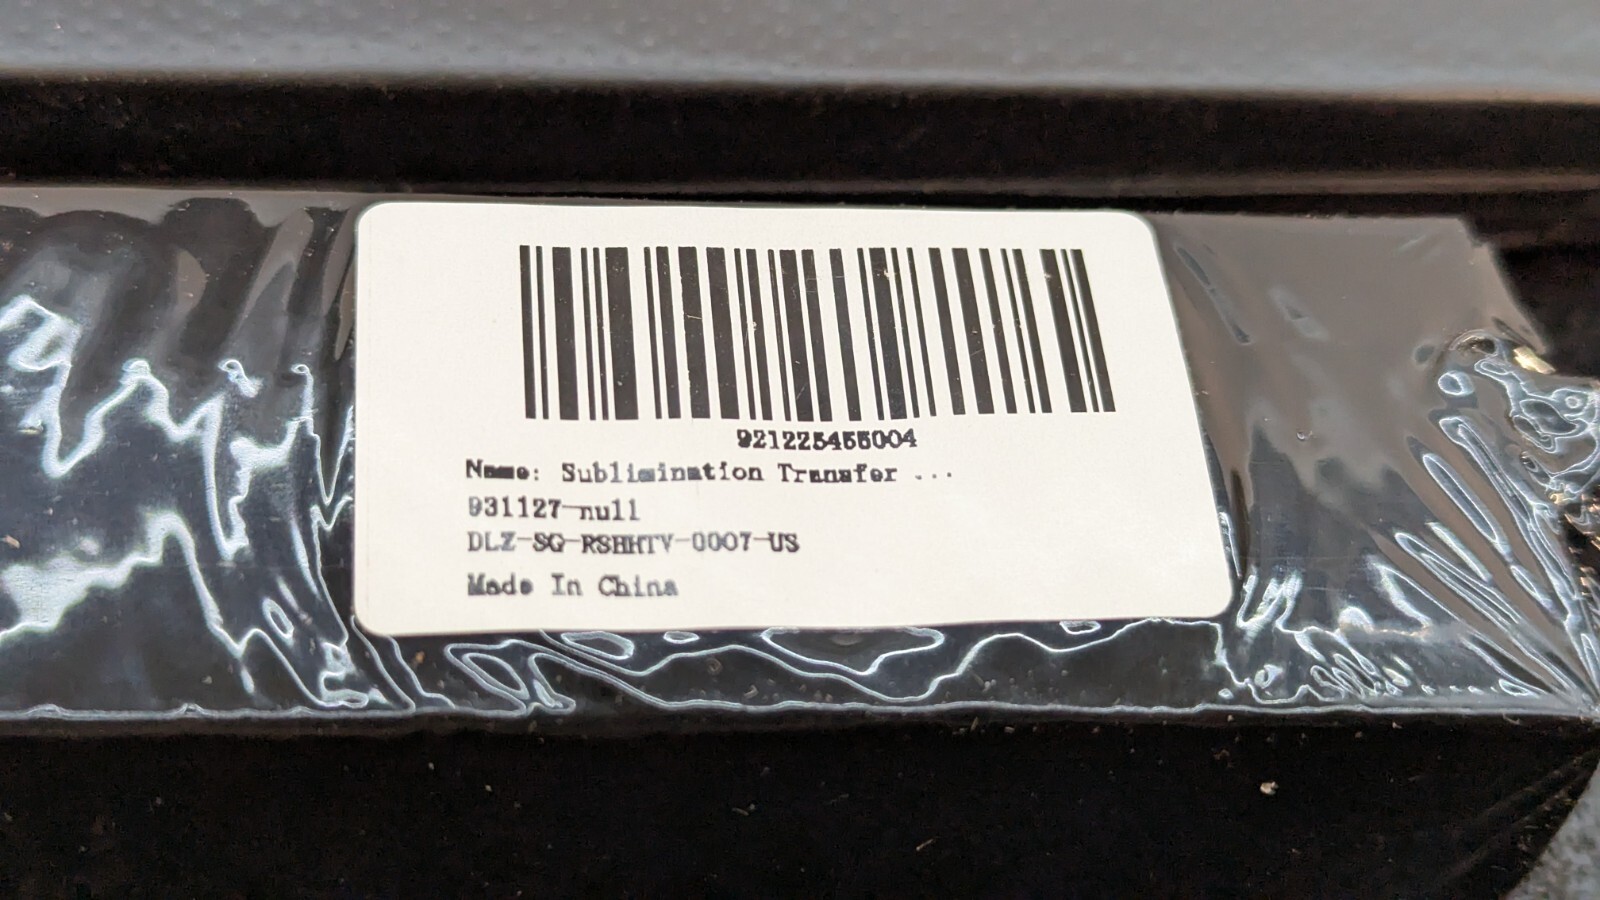 921225455004
Name: Sublimination Transfer ...
931127-null
DLZ-SG-RSHHTV-0007-US
Made In China